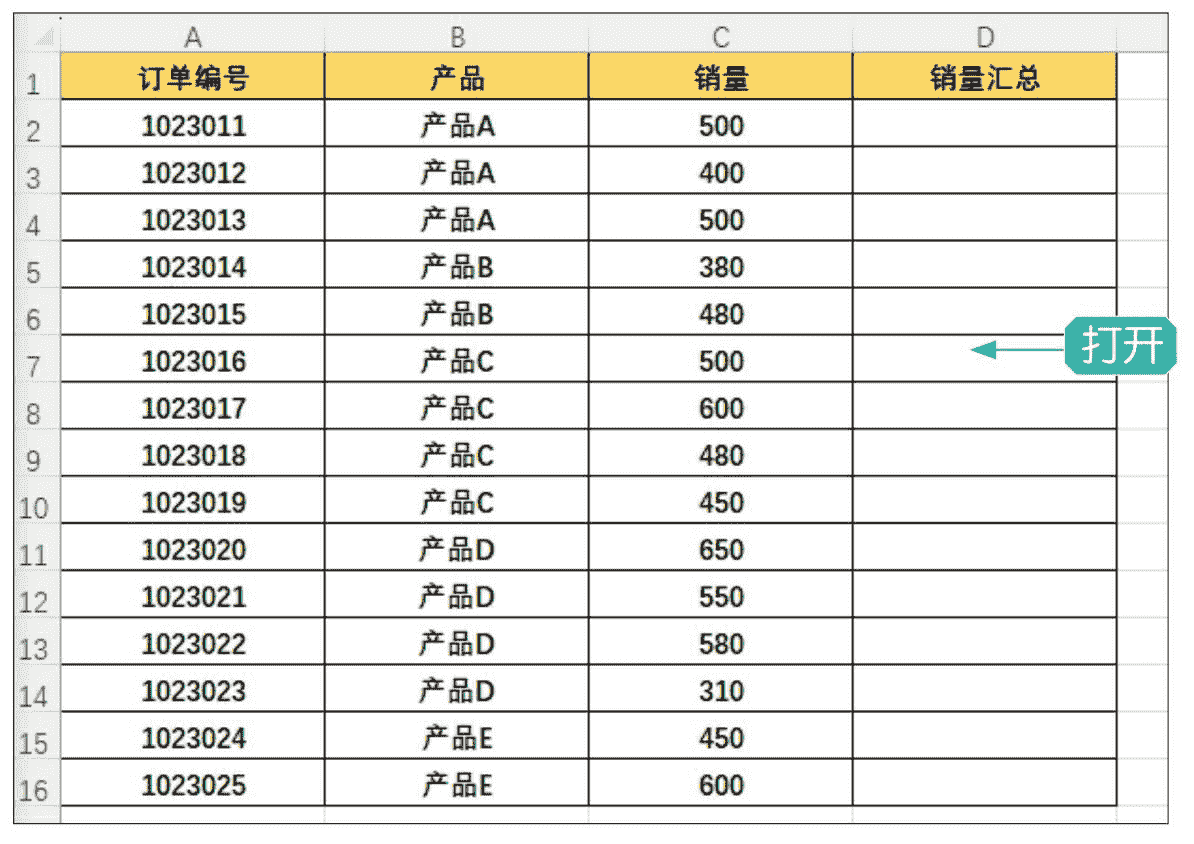 A B C D
1 订单编号 产品 销量 销量汇总
2 1023011 产品A 500
3 1023012 产品A 400
4 1023013 产品A 500
5 1023014 产品B 380
6 1023015 产品B 480
打开
7 1023016 产品C 500
8 1023017 产品C 600
9 1023018 产品C 480
10 1023019 产品C 450
11 1023020 产品D 650
12 1023021 产品D 550
13 1023022 产品D 580
14 1023023 产品D 310
15 1023024 产品E 450
16 1023025 产品E 600